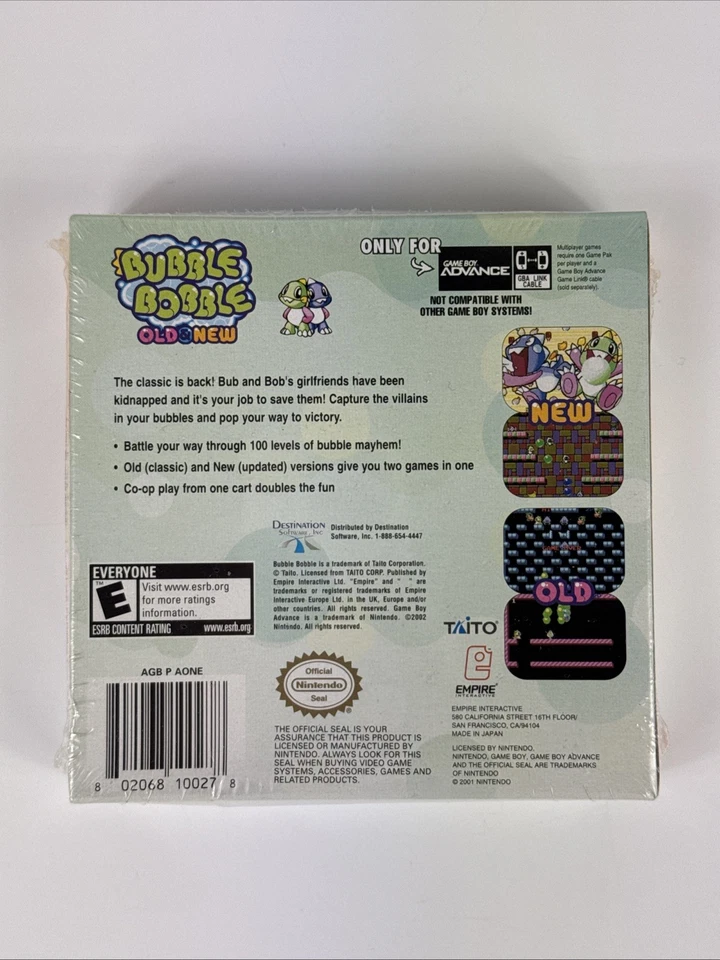 BUBBLE
BOBBLE
OLD & NEW
ONLY FOR
GAME BOY
ADVANCE
GBA LINK
CABLE
Multiplayer games
require one Game Pak
per player and a
Game Boy Advance
Game Link® cable
(sold separately).
NOT COMPATIBLE WITH
OTHER GAME BOY SYSTEMS!
The classic is back! Bub and Bob's girlfriends have been
kidnapped and it's your job to save them! Capture the villains
in your bubbles and pop your way to victory.
• Battle your way through 100 levels of bubble mayhem!
• Old (classic) and New (updated) versions give you two games in one
• Co-op play from one cart doubles the fun
NEW
OLD
DESTINATION
Software, Inc
Distributed by Destination
Software, Inc. 1-888-654-4447
Bubble Bobble is a trademark of Taito Corporation.
© Taito. Licensed from TAITO CORP. Published by
Empire Interactive Ltd. "Empire" and " " are
trademarks or registered trademarks of Empire
Interactive Europe Ltd. in the UK, Europe and/or
other countries. All rights reserved. Game Boy
Advance is a trademark of Nintendo. ©2002
Nintendo. All rights reserved.
EVERYONE
E
TM
Visit www.esrb.org
for more ratings
information.
ESRB CONTENT RATING www.esrb.org
TAITO
EMPIRE
INTERACTIVE
AGB P AONE
8 02068 10027 8
Official
Nintendo
Seal
THE OFFICIAL SEAL IS YOUR
ASSURANCE THAT THIS PRODUCT IS
LICENSED OR MANUFACTURED BY
NINTENDO. ALWAYS LOOK FOR THIS
SEAL WHEN BUYING VIDEO GAME
SYSTEMS, ACCESSORIES, GAMES AND
RELATED PRODUCTS.
EMPIRE INTERACTIVE
580 CALIFORNIA STREET 16TH FLOOR/
SAN FRANCISCO, CA/94104
MADE IN JAPAN
LICENSED BY NINTENDO.
NINTENDO, GAME BOY, GAME BOY ADVANCE
AND THE OFFICIAL SEAL ARE TRADEMARKS
OF NINTENDO
© 2001 NINTENDO